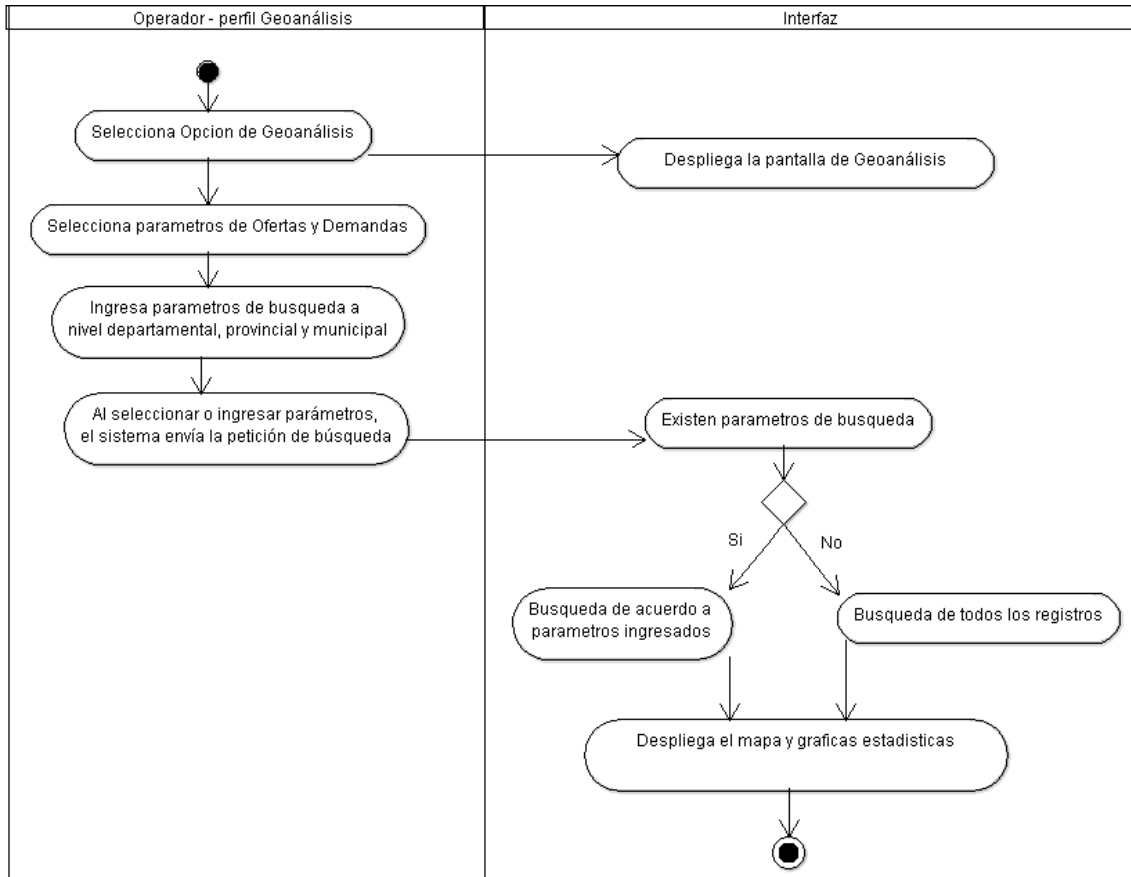 Operador - perfil Geoanálisis
Interfaz
Selecciona Opcion de Geoanálisis
Despliega la pantalla de Geoanálisis
Selecciona parametros de Ofertas y Demandas
Ingresa parametros de busqueda a
nivel departamental, provincial y municipal
Al seleccionar o ingresar parámetros,
el sistema envía la petición de búsqueda
Existen parametros de busqueda
Si
No
Busqueda de acuerdo a
parametros ingresados
Busqueda de todos los registros
Despliega el mapa y graficas estadisticas